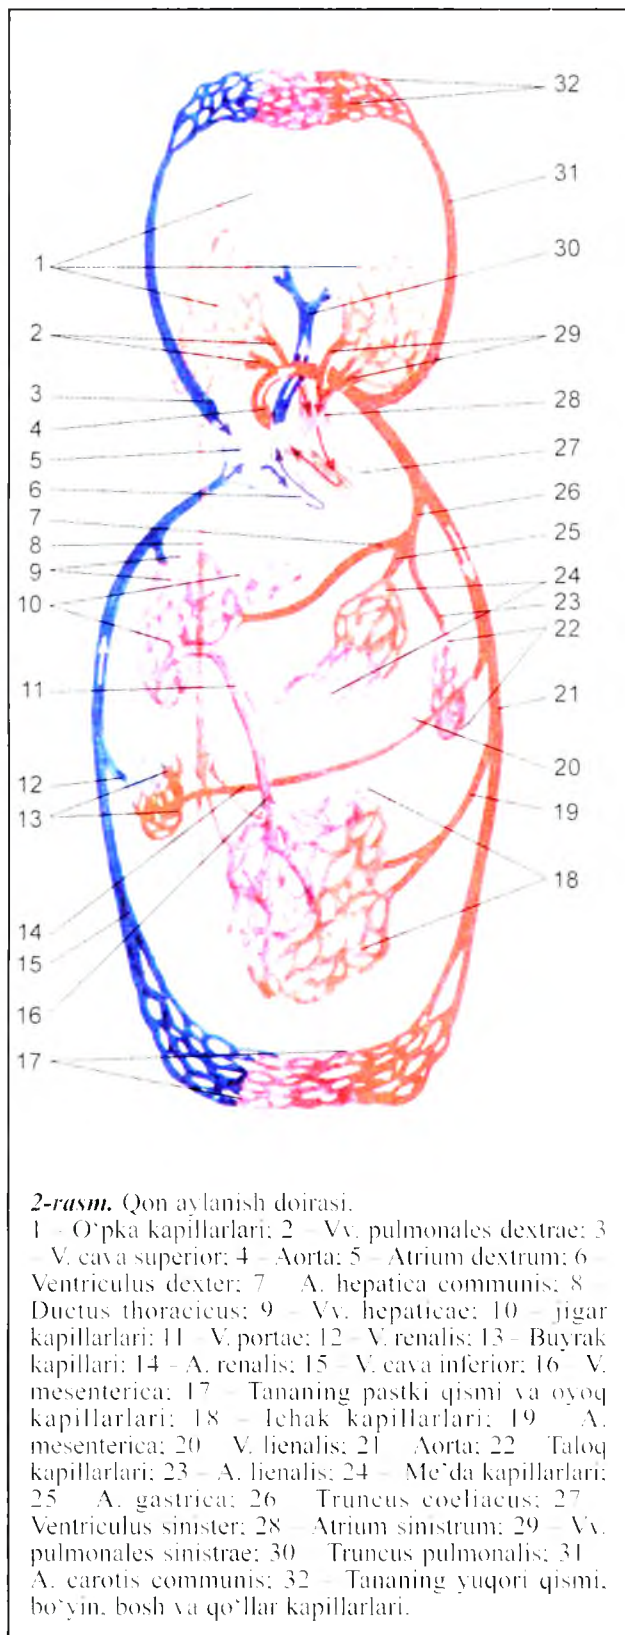 32
31
30
1
2
29
3
28
4
5
27
6
26
7
25
8
24
9
23
10
22
11
21
12
20
13
19
18
14
15
16
17
2-rasm. Qon aylanish doirasi.
1 – O‘pka kapillarlari; 2 – Vv. pulmonales dextrae; 3
– V. cava superior; 4 – Aorta; 5 – Atrium dextrum; 6 –
Ventriculus dexter; 7 – A. hepatica communis; 8 –
Ductus thoracicus; 9 – Vv. hepaticae; 10 – jigar
kapillarlari; 11 – V. portae; 12 – V. renalis; 13 – Buyrak
kapillari; 14 – A. renalis; 15 – V. cava inferior; 16 – V.
mesenterica; 17 – Tananing pastki qismi va oyoq
kapillarlari; 18 – Ichak kapillarlari; 19 – A.
mesenterica; 20 – V. lienalis; 21 – Aorta; 22 – Taloq
kapillarlari; 23 – A. lienalis; 24 – Me‘da kapillarlari;
25 – A. gastrica; 26 – Truncus coeliacus; 27 –
Ventriculus sinister; 28 – Atrium sinistrum; 29 – Vv.
pulmonales sinistrae; 30 – Truncus pulmonalis; 31 –
A. carotis communis; 32 – Tananing yuqori qismi,
bo‘yin, bosh va qo‘llar kapillarlari.